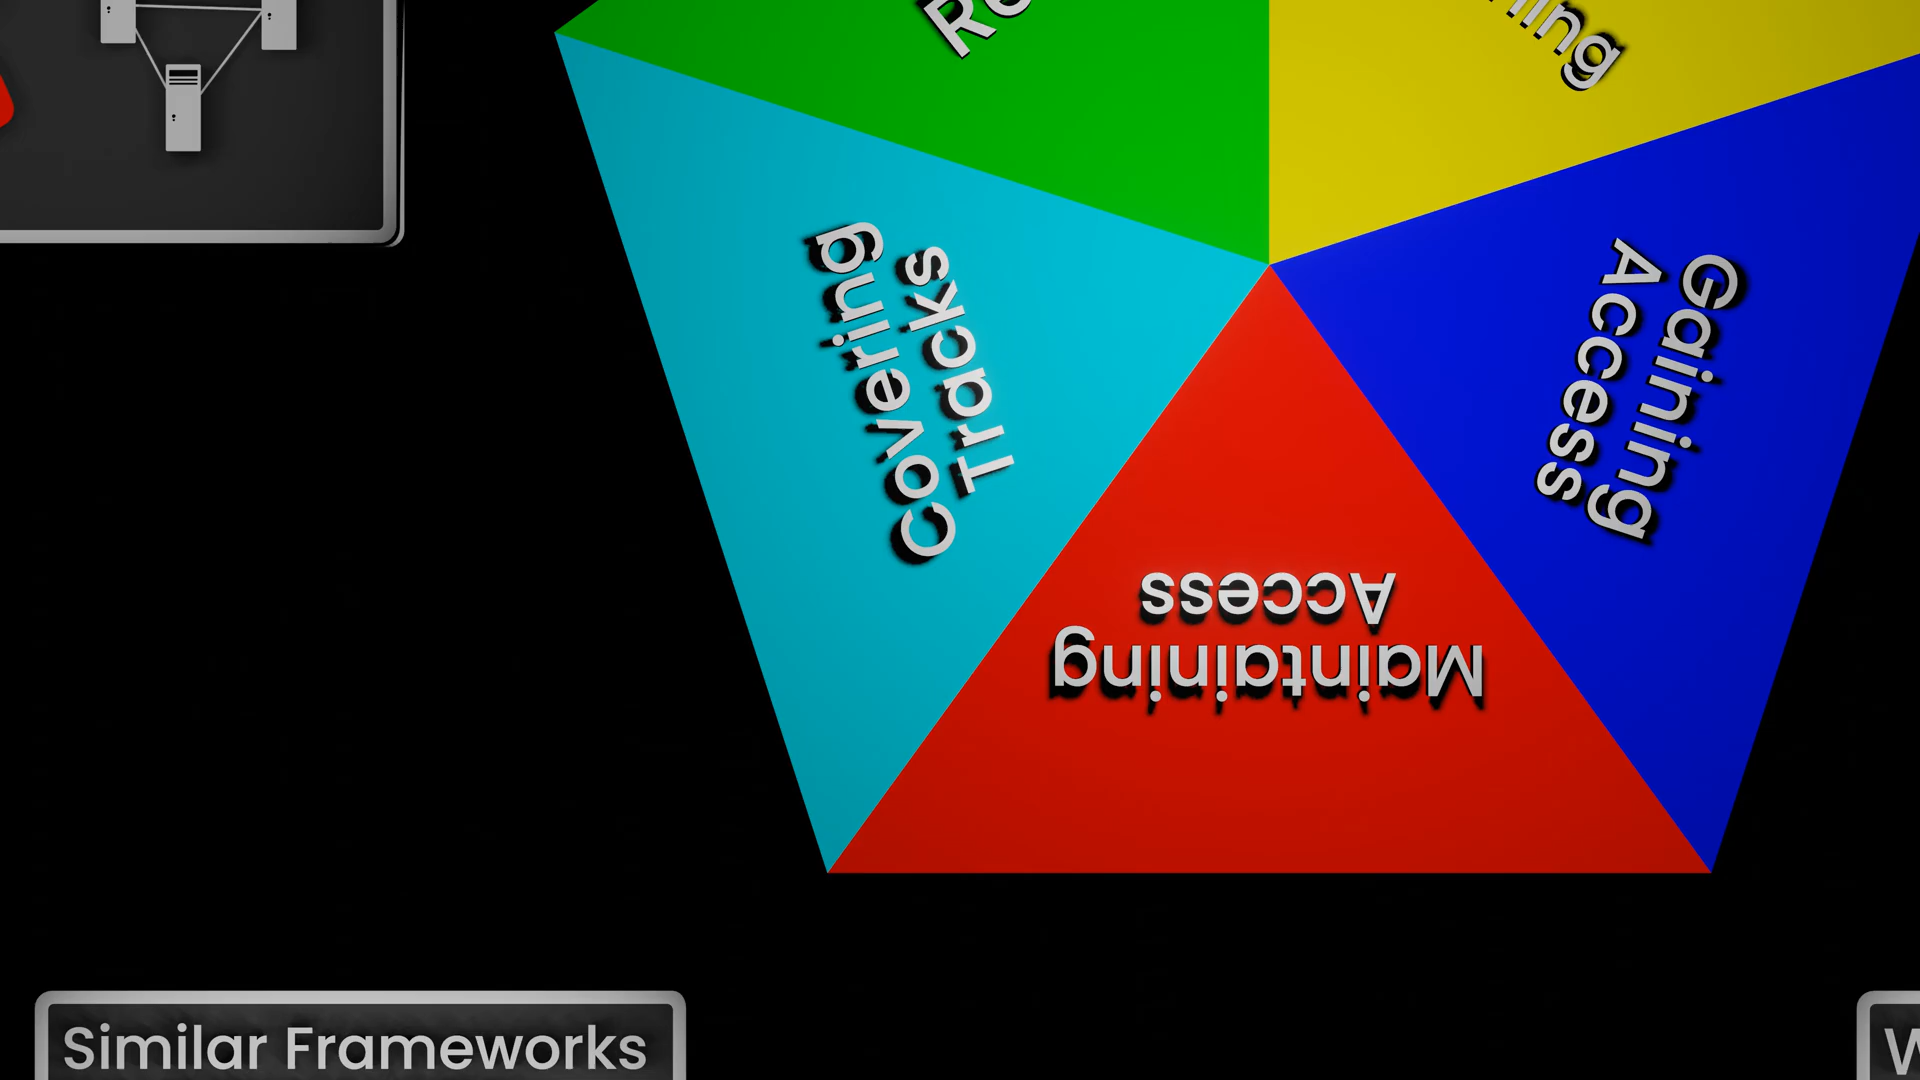 Covering
Tracks
Gaining
Access
Maintaining
Access
Similar Frameworks